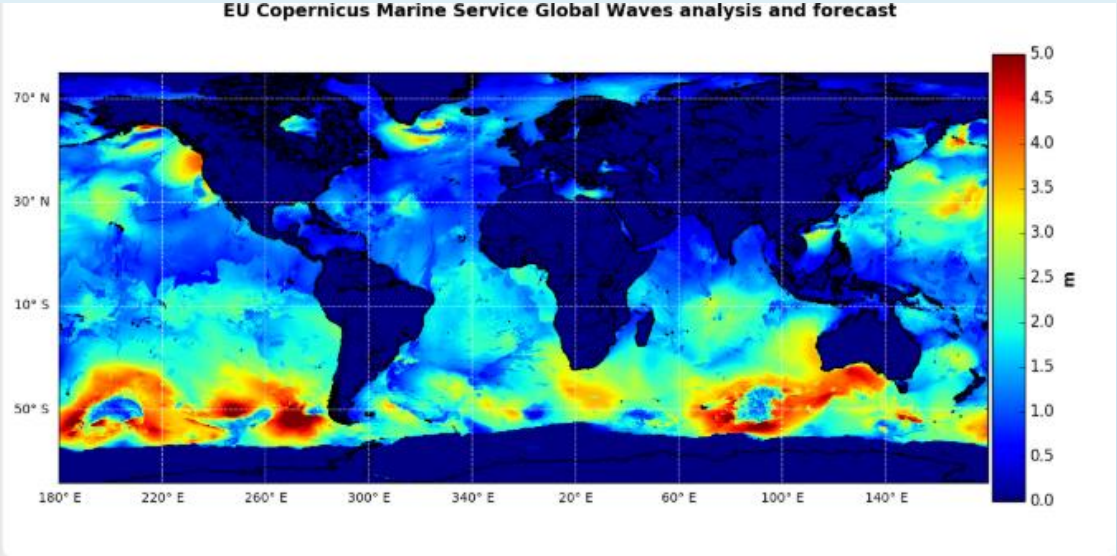 EU Copernicus Marine Service Global Waves analysis and forecast
5.0
4.5
4.0
3.5
3.0
2.5
2.0
1.5
1.0
0.5
0.0
m
70° N
30° N
10° S
50° S
180° E 220° E 260° E 300° E 340° E 20° E 60° E 100° E 140° E